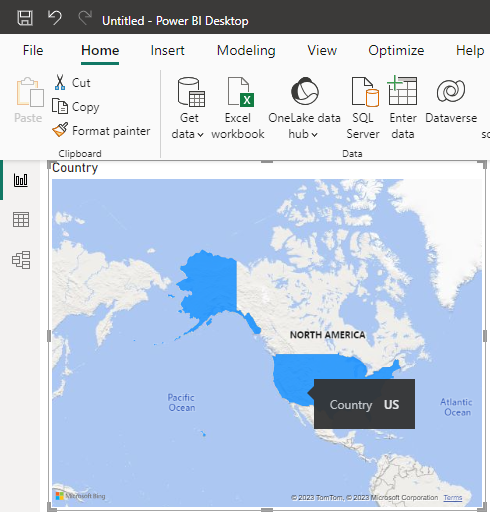 Untitled - Power BI Desktop
File Home Insert Modeling View Optimize Help
Paste
Cut
Copy
Format painter
Clipboard
Get data
Excel workbook
OneLake data hub
SQL Server
Enter data
Dataverse
Data
Country
NORTH AMERICA
Pacific
Ocean
Country US
Atlantic
Ocean
Microsoft Bing
© 2023 TomTom, © 2023 Microsoft Corporation Terms